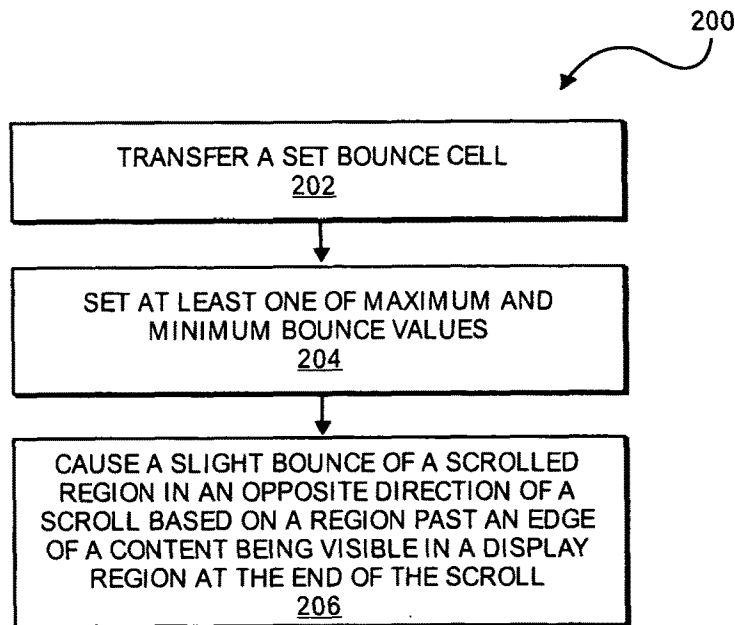 200
TRANSFER A SET BOUNCE CELL
202
SET AT LEAST ONE OF MAXIMUM AND
MINIMUM BOUNCE VALUES
204
CAUSE A SLIGHT BOUNCE OF A SCROLLED
REGION IN AN OPPOSITE DIRECTION OF A
SCROLL BASED ON A REGION PAST AN EDGE
OF A CONTENT BEING VISIBLE IN A DISPLAY
REGION AT THE END OF THE SCROLL
206